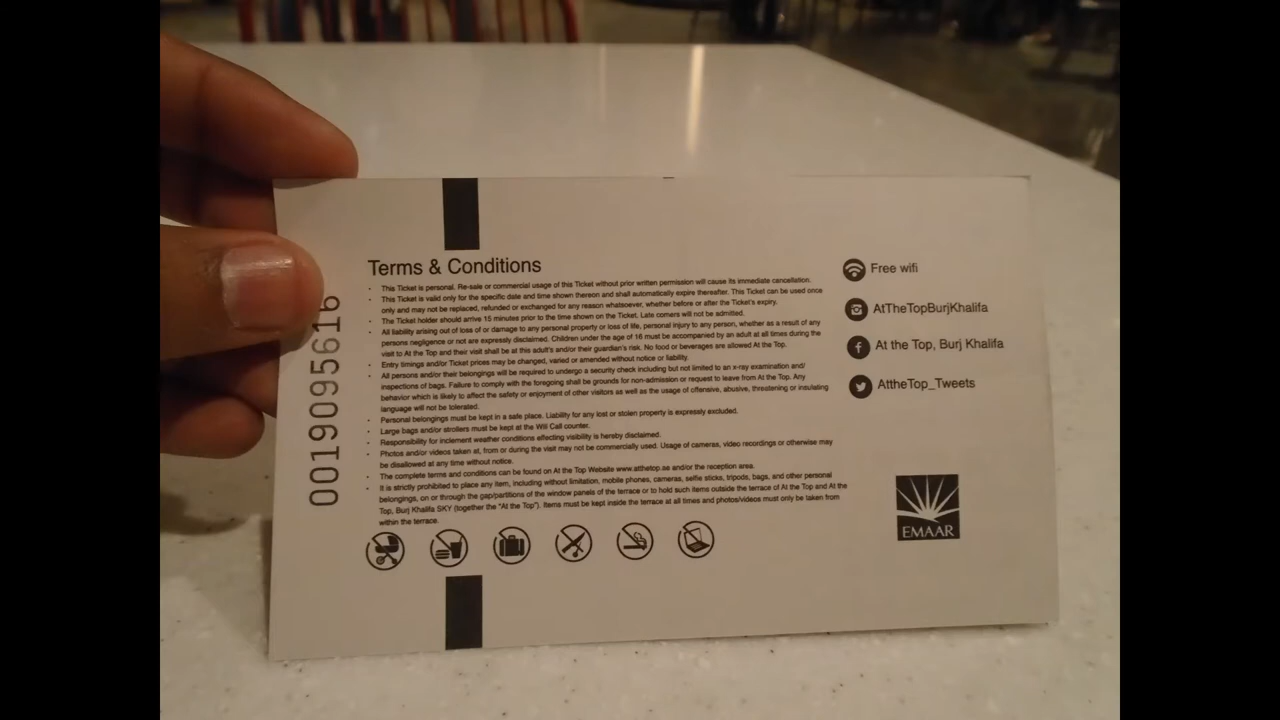 Terms & Conditions
• This Ticket is personal. Re-sale or commercial usage of this Ticket without prior written permission will cause its immediate cancellation.
• This Ticket is valid only for the specific date and time shown thereon and shall automatically expire thereafter. This Ticket can be used once
only and may not be replaced, refunded or exchanged for any reason whatsoever, whether before or after the Ticket's expiry.
• The Ticket holder should arrive 15 minutes prior to the time shown on the Ticket. Late comers will not be admitted.
• All liability arising out of loss of or damage to any personal property or loss of life, personal injury to any person, whether as a result of any
persons negligence or not are expressly disclaimed. Children under the age of 16 must be accompanied by an adult at all times during the
visit to At the Top and their visit shall be at this adult's and/or their guardian's risk. No food or beverages are allowed At the Top.
• Entry timings and/or Ticket prices may be changed, varied or amended without notice or liability.
• All persons and/or their belongings will be required to undergo a security check including but not limited to an x-ray examination and/
inspections of bags. Failure to comply with the foregoing shall be grounds for non-admission or request to leave from At the Top. Any
behavior which is likely to affect the safety or enjoyment of other visitors as well as the usage of offensive, abusive, threatening or insulating
language will not be tolerated.
• Personal belongings must be kept in a safe place. Liability for any lost or stolen property is expressly excluded.
• Large bags and/or strollers must be kept at the Will Call counter.
• Responsibility for inclement weather conditions effecting visibility is hereby disclaimed.
• Photos and/or videos taken at, from or during the visit may not be commercially used. Usage of cameras, video recordings or otherwise may
be disallowed at any time without notice.
• The complete terms and conditions can be found on At the Top Website www.atthetop.ae and/or the reception area.
• It is strictly prohibited to place any item, including without limitation, mobile phones, cameras, selfie sticks, tripods, bags, and other personal
belongings, on or through the gap/partitions of the window panels of the terrace or to hold such items outside the terrace of At the Top and At the
Top, Burj Khalifa SKY (together the "At the Top"). Items must be kept inside the terrace at all times and photos/videos must only be taken from
within the terrace.
Free wifi
AtTheTopBurjKhalifa
At the Top, Burj Khalifa
AttheTop_Tweets
EMAAR
0019095616